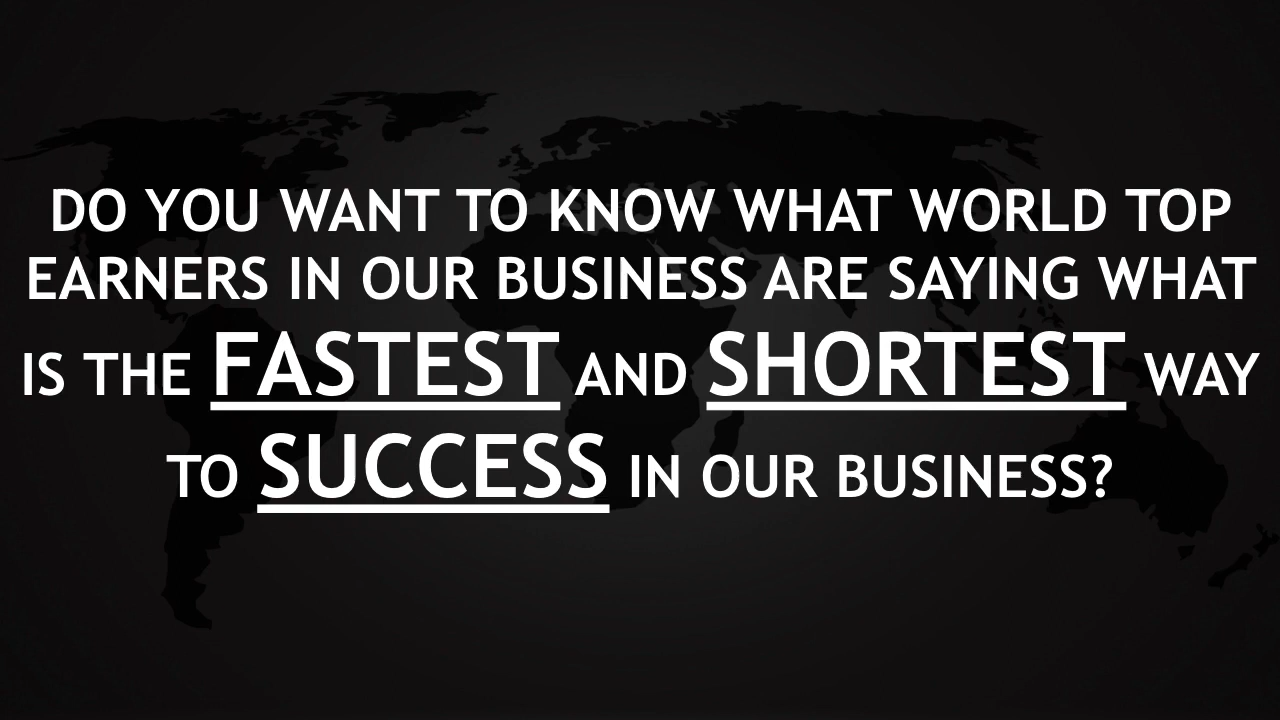 DO YOU WANT TO KNOW WHAT WORLD TOP
EARNERS IN OUR BUSINESS ARE SAYING WHAT
IS THE FASTEST AND SHORTEST WAY
TO SUCCESS IN OUR BUSINESS?